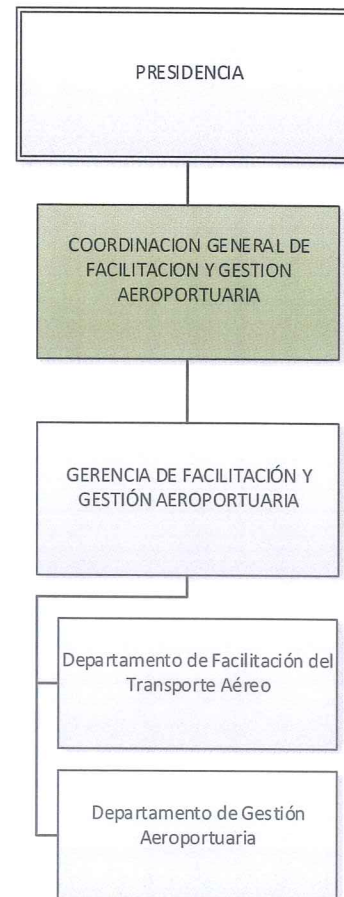 PRESIDENCIA
COORDINACION GENERAL DE
FACILITACION Y GESTION
AEROPORTUARIA
GERENCIA DE FACILITACIÓN Y
GESTIÓN AEROPORTUARIA
Departamento de Facilitación del
Transporte Aéreo
Departamento de Gestión
Aeroportuaria